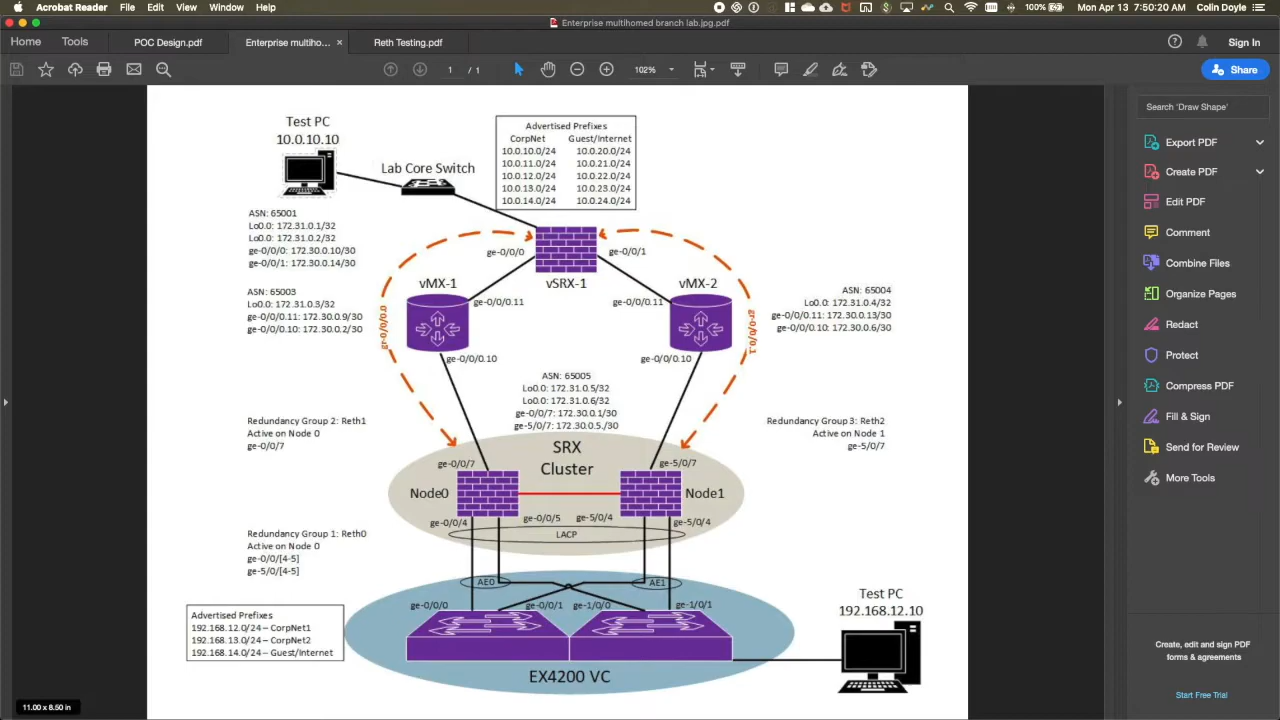 Acrobat Reader File Edit View Window Help
100% Mon Apr 13 7:50:20 AM Colin Doyle
Enterprise multihomed branch lab.jpg.pdf
Home Tools POC Design.pdf Enterprise multiho... × Reth Testing.pdf Sign In
1 / 1 102% Share
Search 'Draw Shape'
Export PDF
Create PDF
Edit PDF
Comment
Combine Files
Organize Pages
Redact
Protect
Compress PDF
Fill & Sign
Send for Review
More Tools
Create, edit and sign PDF
forms & agreements
Start Free Trial
Test PC
10.0.10.10
Lab Core Switch
Advertised Prefixes
CorpNet Guest/Internet
10.0.10.0/24 10.0.20.0/24
10.0.11.0/24 10.0.21.0/24
10.0.12.0/24 10.0.22.0/24
10.0.13.0/24 10.0.23.0/24
10.0.14.0/24 10.0.24.0/24
ASN: 65001
Lo0.0: 172.31.0.1/32
Lo0.0: 172.31.0.2/32
ge-0/0/0: 172.30.0.10/30
ge-0/0/1: 172.30.0.14/30
ge-0/0/0 ge-0/0/1
vMX-1 vSRX-1 vMX-2
ASN: 65003
Lo0.0: 172.31.0.3/32
ge-0/0/0.11: 172.30.0.9/30
ge-0/0/0.10: 172.30.0.2/30
ge-0/0/0.11 ge-0/0/0.11
ASN: 65004
Lo0.0: 172.31.0.4/32
ge-0/0/0.11: 172.30.0.13/30
ge-0/0/0.10: 172.30.0.6/30
gr-0/0/0.0
gr-0/0/0.1
ge-0/0/0.10 ge-0/0/0.10
ASN: 65005
Lo0.0: 172.31.0.5/32
Lo0.0: 172.31.0.6/32
ge-0/0/7: 172.30.0.1/30
ge-5/0/7: 172.30.0.5./30
Redundancy Group 2: Reth1
Active on Node 0
ge-0/0/7
Redundancy Group 3: Reth2
Active on Node 1
ge-5/0/7
SRX
Cluster
ge-0/0/7 ge-5/0/7
Node0 Node1
ge-0/0/4 ge-0/0/5 ge-5/0/4 ge-5/0/4
LACP
Redundancy Group 1: Reth0
Active on Node 0
ge-0/0/[4-5]
ge-5/0/[4-5]
AE0 AE1
ge-0/0/0 ge-0/0/1 ge-1/0/0 ge-1/0/1
Advertised Prefixes
192.168.12.0/24 – CorpNet1
192.168.13.0/24 – CorpNet2
192.168.14.0/24 – Guest/Internet
Test PC
192.168.12.10
EX4200 VC
11.00 x 8.50 in